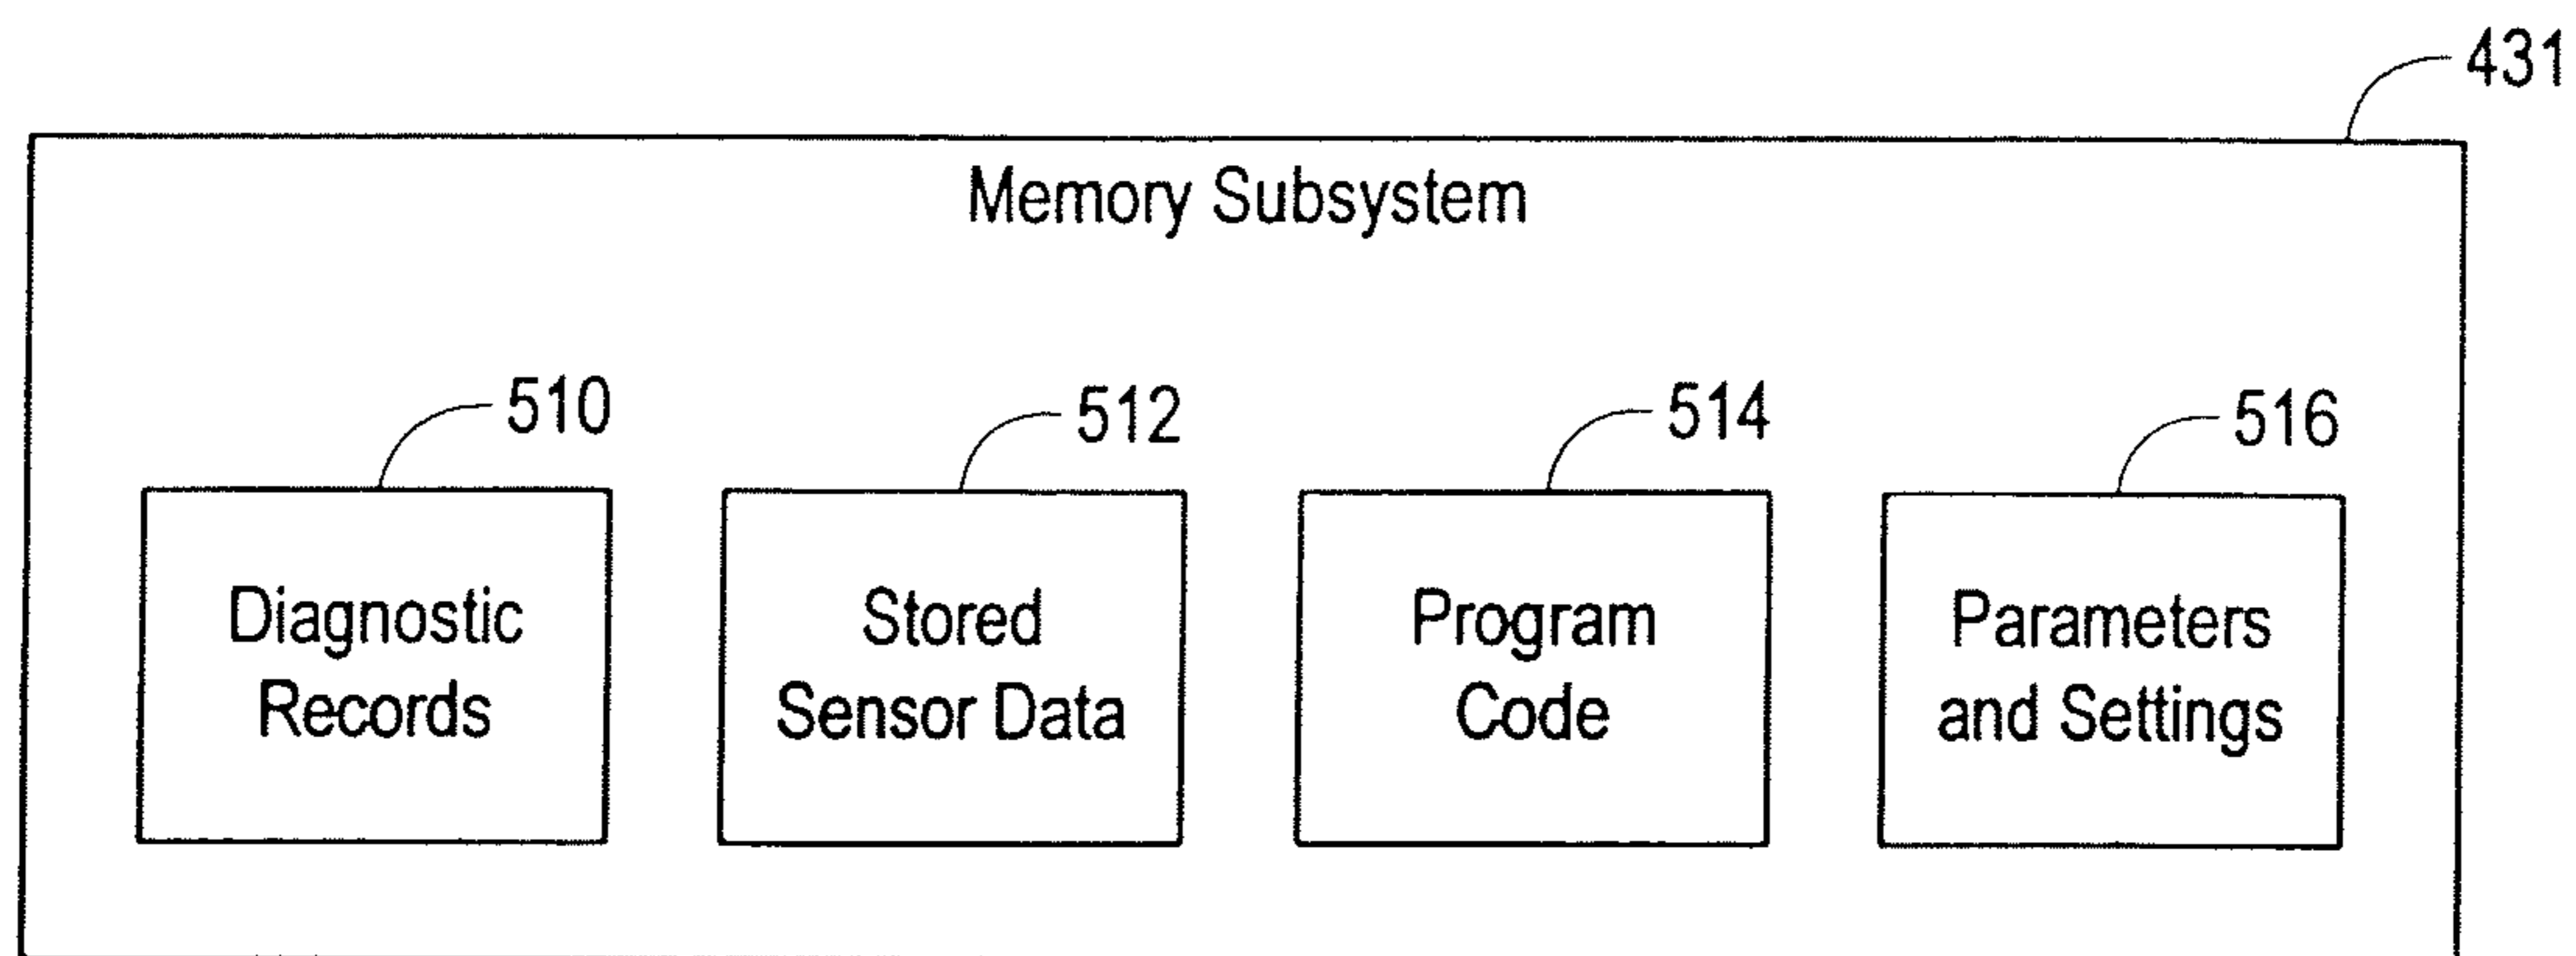 431
Memory Subsystem
510
512
514
516
Diagnostic
Records
Stored
Sensor Data
Program
Code
Parameters
and Settings